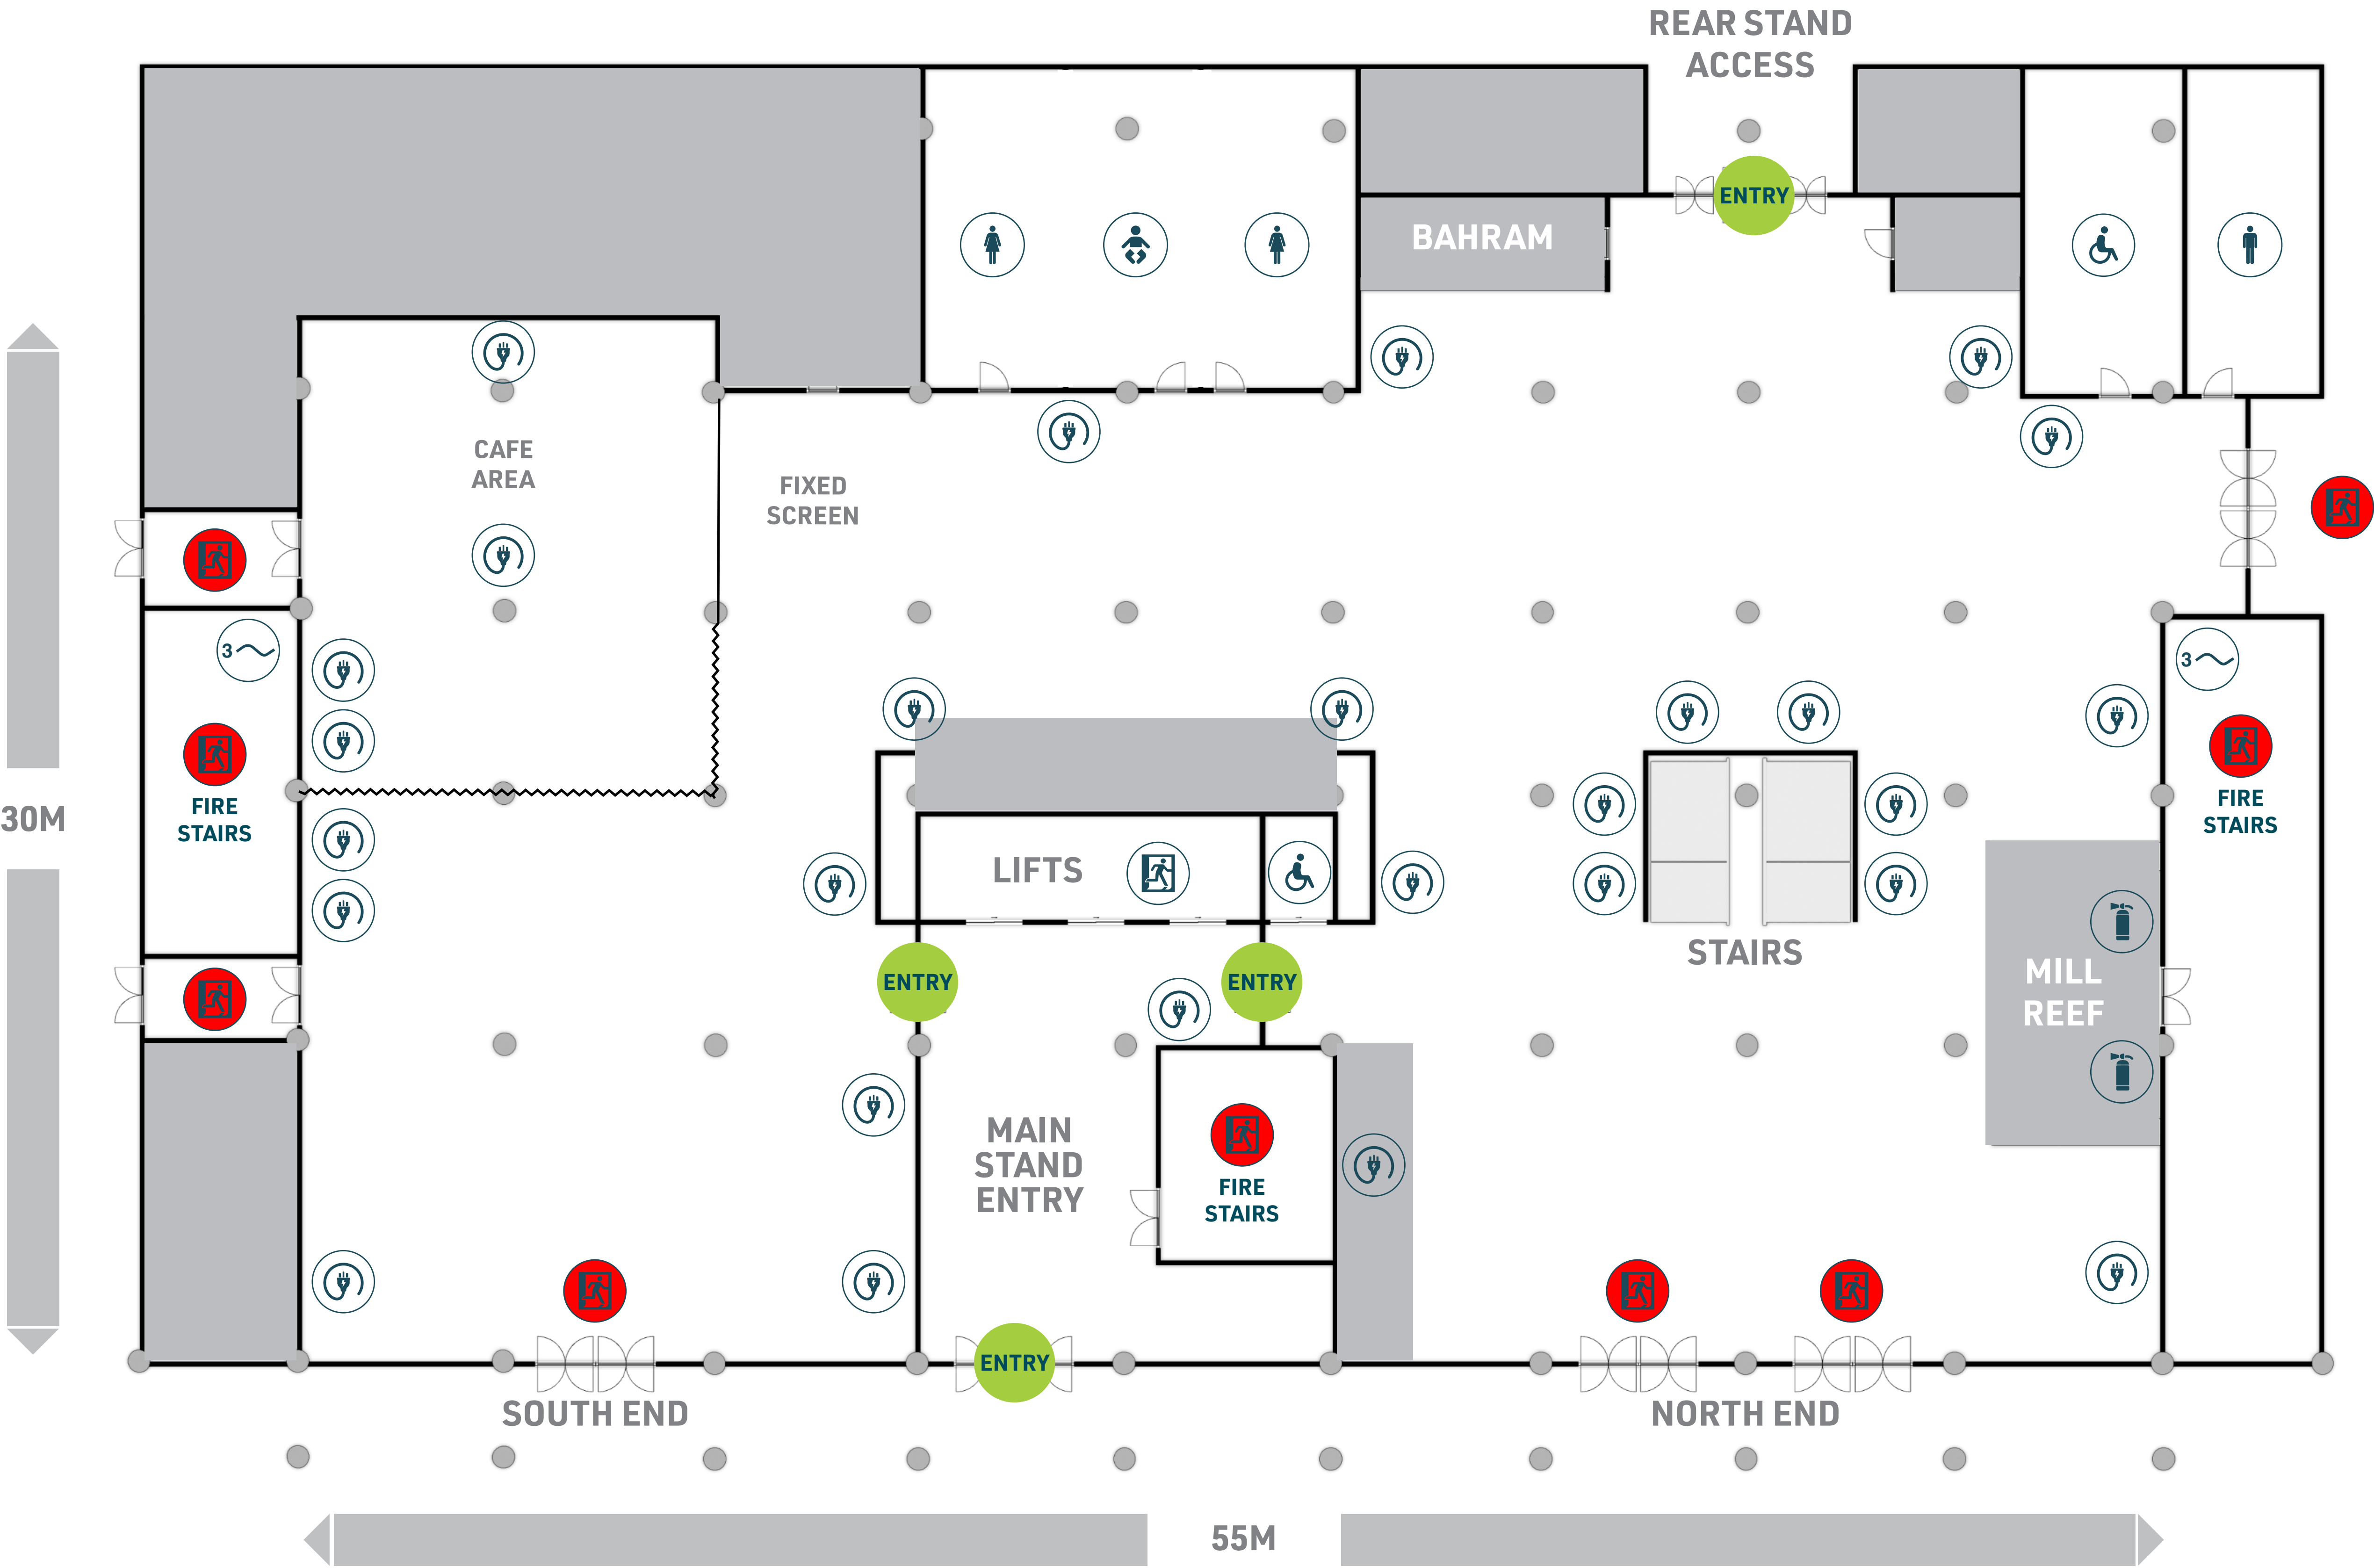 REAR STAND
ACCESS
ENTRY
BAHRAM
CAFE
AREA
FIXED
SCREEN
3
3
30M
FIRE
STAIRS
FIRE
STAIRS
LIFTS
STAIRS
ENTRY
ENTRY
MILL
REEF
MAIN
STAND
ENTRY
FIRE
STAIRS
ENTRY
SOUTH END
NORTH END
55M